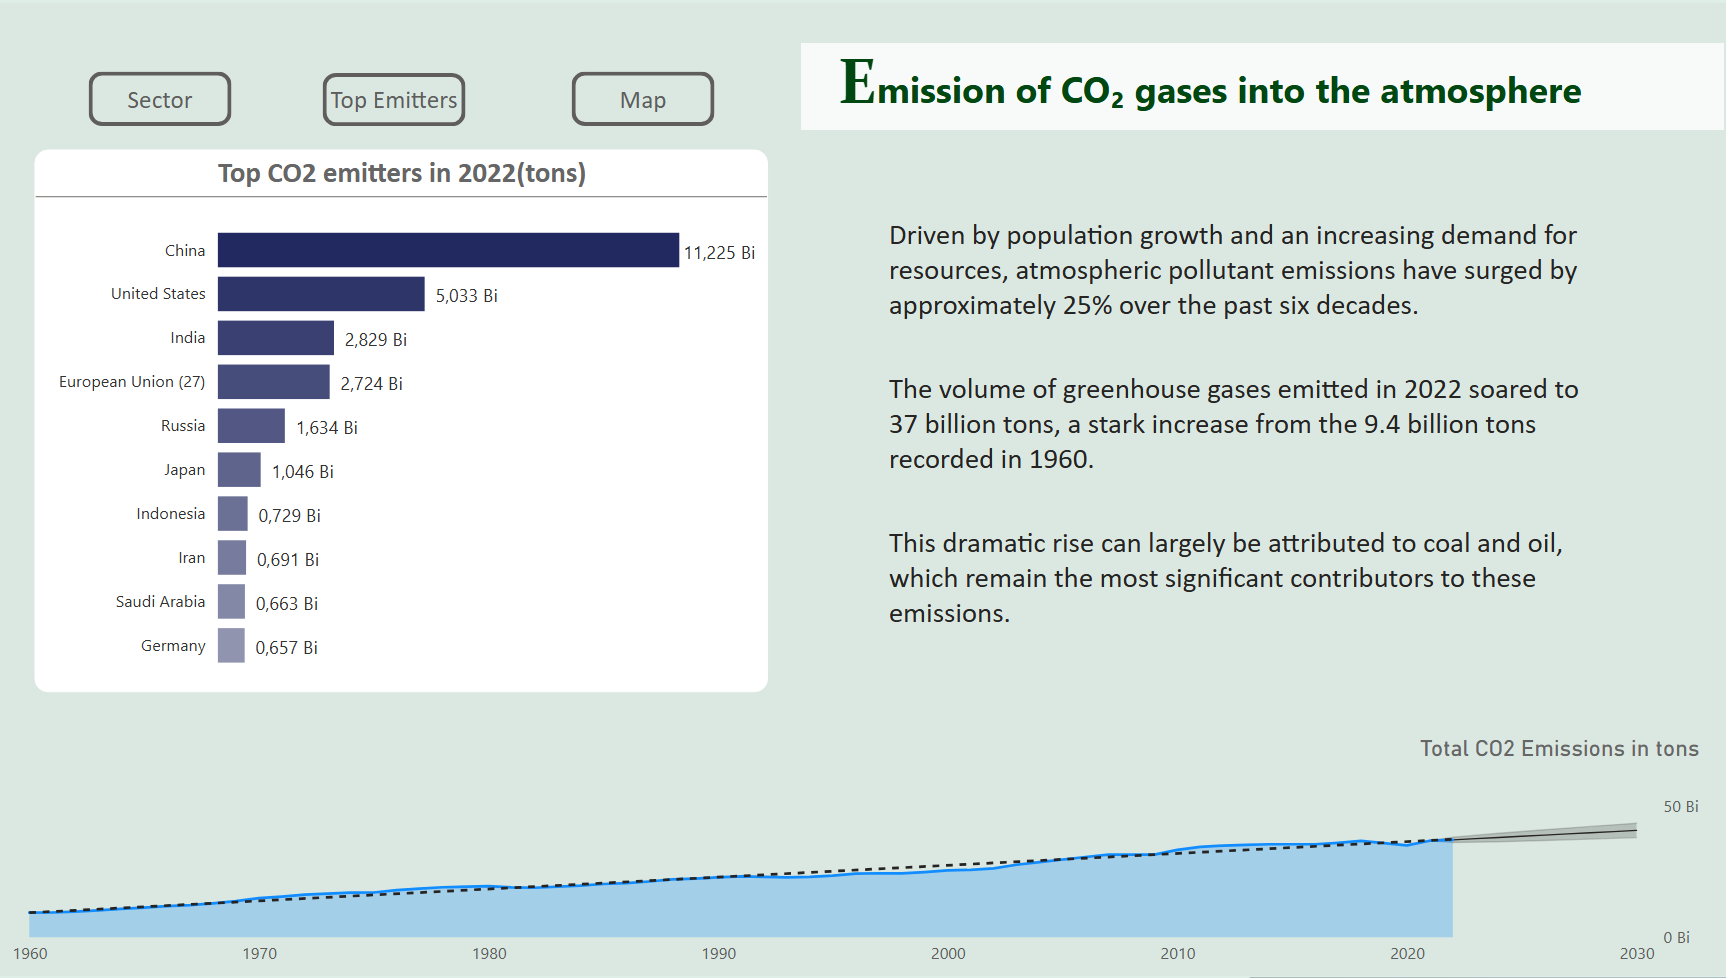 Sector
Top Emitters
Map
Emission of CO₂ gases into the atmosphere
Top CO2 emitters in 2022(tons)
China 11,225 Bi
United States 5,033 Bi
India 2,829 Bi
European Union (27) 2,724 Bi
Russia 1,634 Bi
Japan 1,046 Bi
Indonesia 0,729 Bi
Iran 0,691 Bi
Saudi Arabia 0,663 Bi
Germany 0,657 Bi
Driven by population growth and an increasing demand for
resources, atmospheric pollutant emissions have surged by
approximately 25% over the past six decades.
The volume of greenhouse gases emitted in 2022 soared to
37 billion tons, a stark increase from the 9.4 billion tons
recorded in 1960.
This dramatic rise can largely be attributed to coal and oil,
which remain the most significant contributors to these
emissions.
Total CO2 Emissions in tons
50 Bi
0 Bi
1960 1970 1980 1990 2000 2010 2020 2030